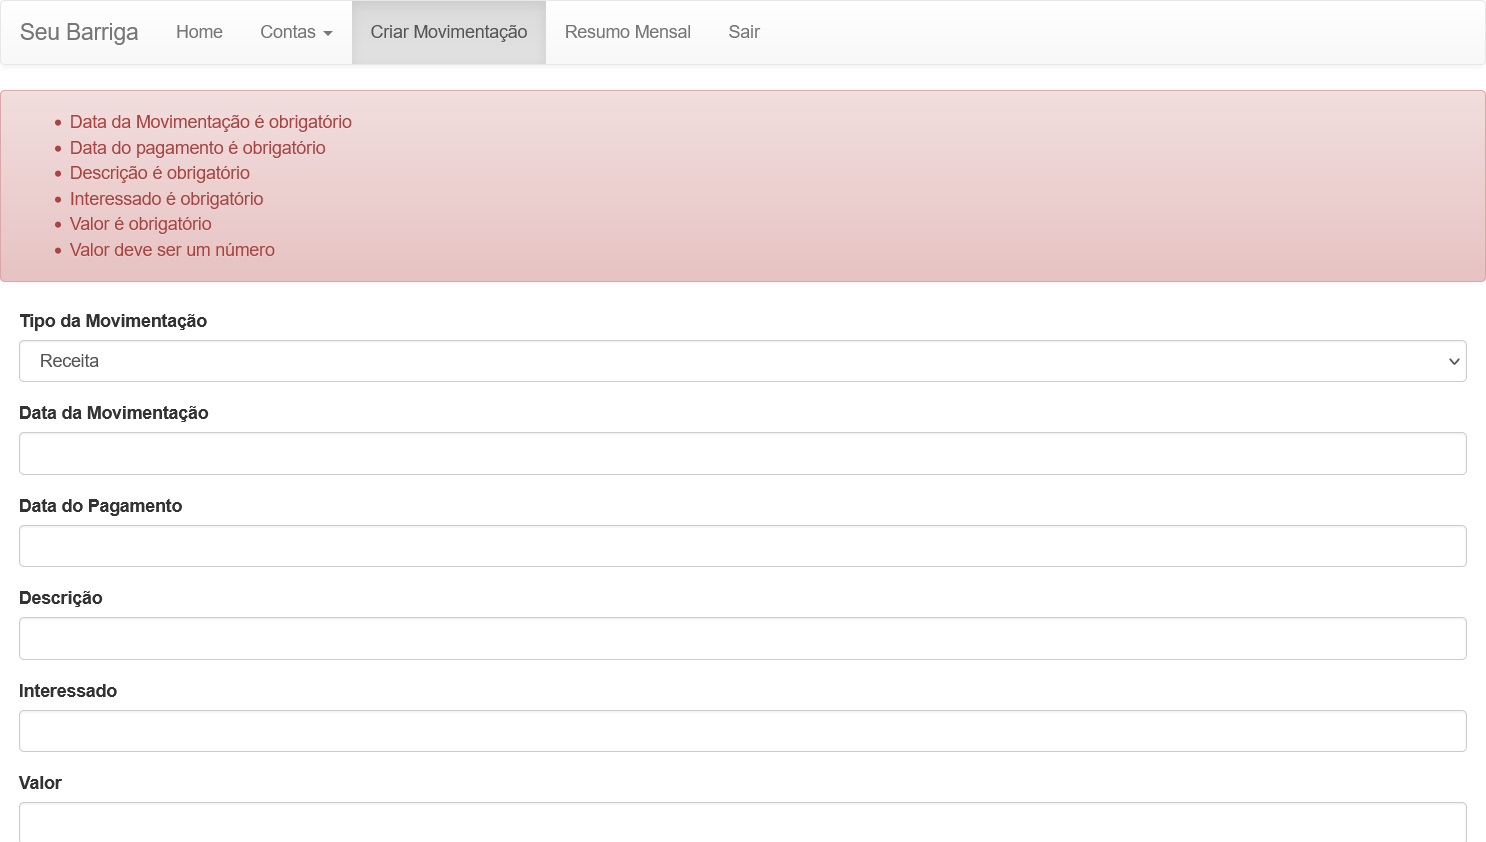 Seu Barriga Home Contas Criar Movimentação Resumo Mensal Sair
Data da Movimentação é obrigatório
Data do pagamento é obrigatório
Descrição é obrigatório
Interessado é obrigatório
Valor é obrigatório
Valor deve ser um número
Tipo da Movimentação
Receita
Data da Movimentação
Data do Pagamento
Descrição
Interessado
Valor